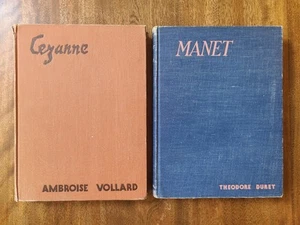 Cezanne
AMBROISE VOLLARD
MANET
THEODORE DURET